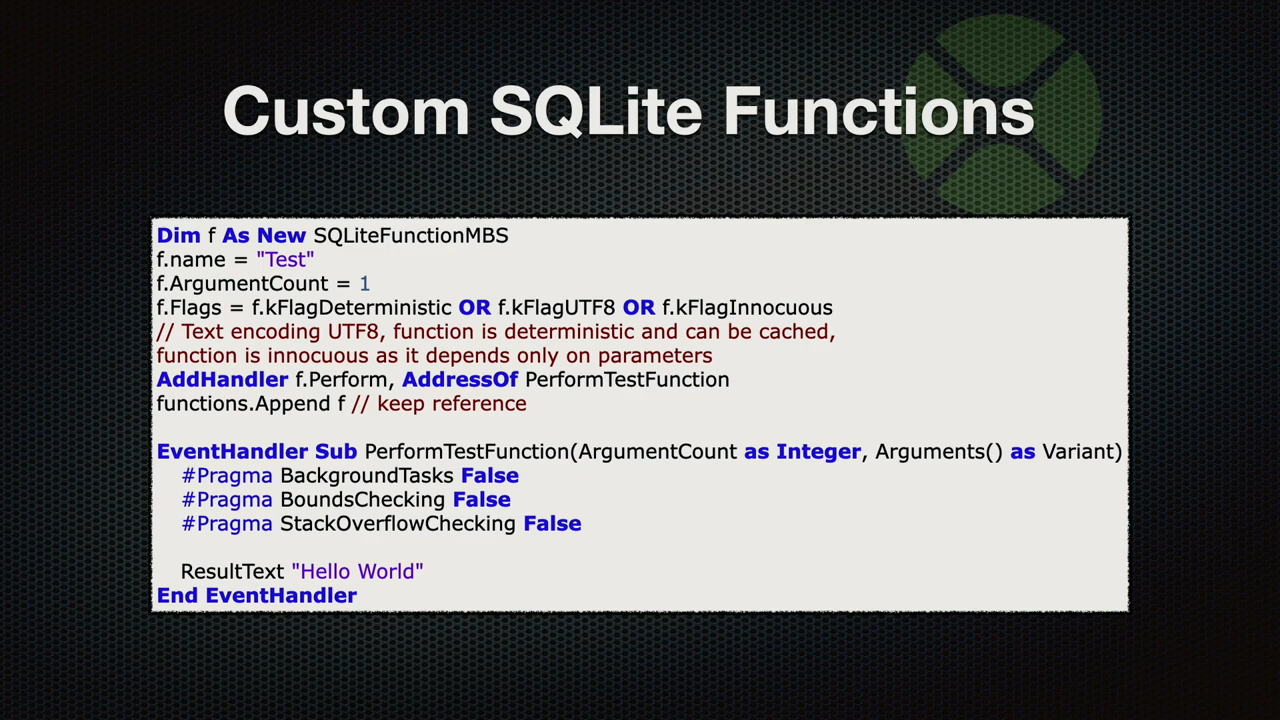 Custom SQLite Functions
Dim f As New SQLiteFunctionMBS
f.name = "Test"
f.ArgumentCount = 1
f.Flags = f.kFlagDeterministic OR f.kFlagUTF8 OR f.kFlagInnocuous
// Text encoding UTF8, function is deterministic and can be cached,
function is innocuous as it depends only on parameters
AddHandler f.Perform, AddressOf PerformTestFunction
functions.Append f // keep reference
EventHandler Sub PerformTestFunction(ArgumentCount as Integer, Arguments() as Variant)
#Pragma BackgroundTasks False
#Pragma BoundsChecking False
#Pragma StackOverflowChecking False
ResultText "Hello World"
End EventHandler